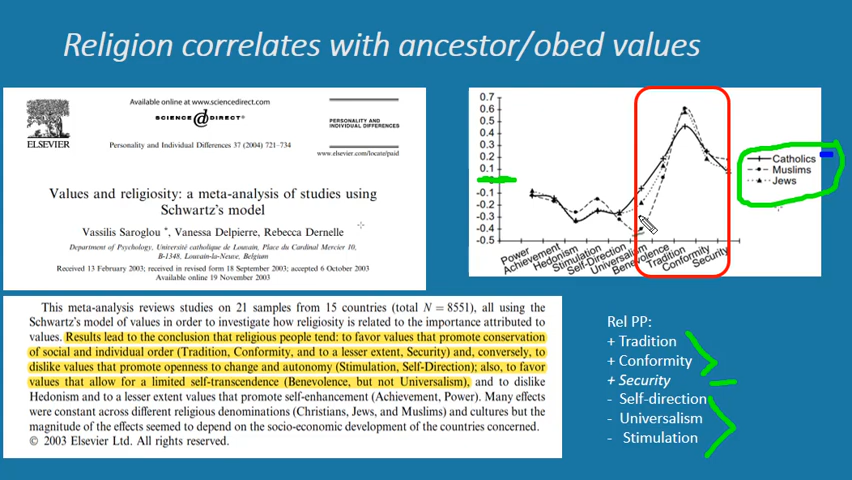 Religion correlates with ancestor/obed values
Available online at www.sciencedirect.com
SCIENCE DIRECT®
ELSEVIER
Personality and Individual Differences 37 (2004) 721–734
PERSONALITY AND
INDIVIDUAL DIFFERENCES
www.elsevier.com/locate/paid
Values and religiosity: a meta-analysis of studies using
Schwartz's model
Vassilis Saroglou *, Vanessa Delpierre, Rebecca Dernelle
Department of Psychology, Université catholique de Louvain, Place du Cardinal Mercier 10,
B-1348, Louvain-la-Neuve, Belgium
Received 13 February 2003; received in revised form 18 September 2003; accepted 6 October 2003
Available online 19 November 2003
This meta-analysis reviews studies on 21 samples from 15 countries (total N = 8551), all using the
Schwartz's model of values in order to investigate how religiosity is related to the importance attributed to
values. Results lead to the conclusion that religious people tend: to favor values that promote conservation
of social and individual order (Tradition, Conformity, and to a lesser extent, Security) and, conversely, to
dislike values that promote openness to change and autonomy (Stimulation, Self-Direction); also, to favor
values that allow for a limited self-transcendence (Benevolence, but not Universalism), and to dislike
Hedonism and to a lesser extent values that promote self-enhancement (Achievement, Power). Many effects
were constant across different religious denominations (Christians, Jews, and Muslims) and cultures but the
magnitude of the effects seemed to depend on the socio-economic development of the countries concerned.
© 2003 Elsevier Ltd. All rights reserved.
0.7
0.6
0.5
0.4
0.3
0.2
0.1
-0.1
-0.2
-0.3
-0.4
-0.5
Power
Achievement
Hedonism
Stimulation
Self-Direction
Universalism
Benevolence
Tradition
Conformity
Security
Catholics
Muslims
Jews
Rel PP:
+ Tradition
+ Conformity
+ Security
- Self-direction
- Universalism
- Stimulation